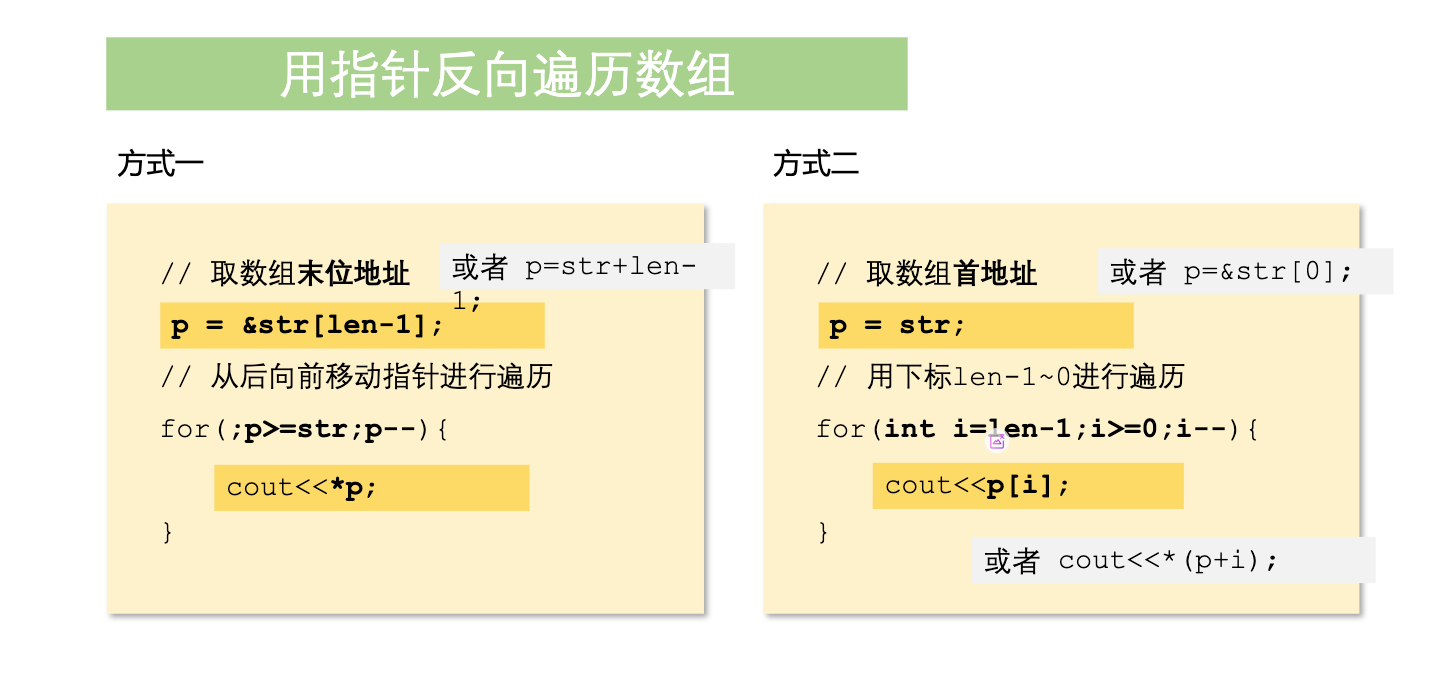 用指针反向遍历数组
方式一
// 取数组末位地址
或者 p=str+len-
1;
p = &str[len-1];
// 从后向前移动指针进行遍历
for(;p>=str;p--){
cout<<*p;
}
方式二
// 取数组首地址
或者 p=&str[0];
p = str;
// 用下标len-1~0进行遍历
for(int i=len-1;i>=0;i--){
cout<<p[i];
}
或者 cout<<*(p+i);